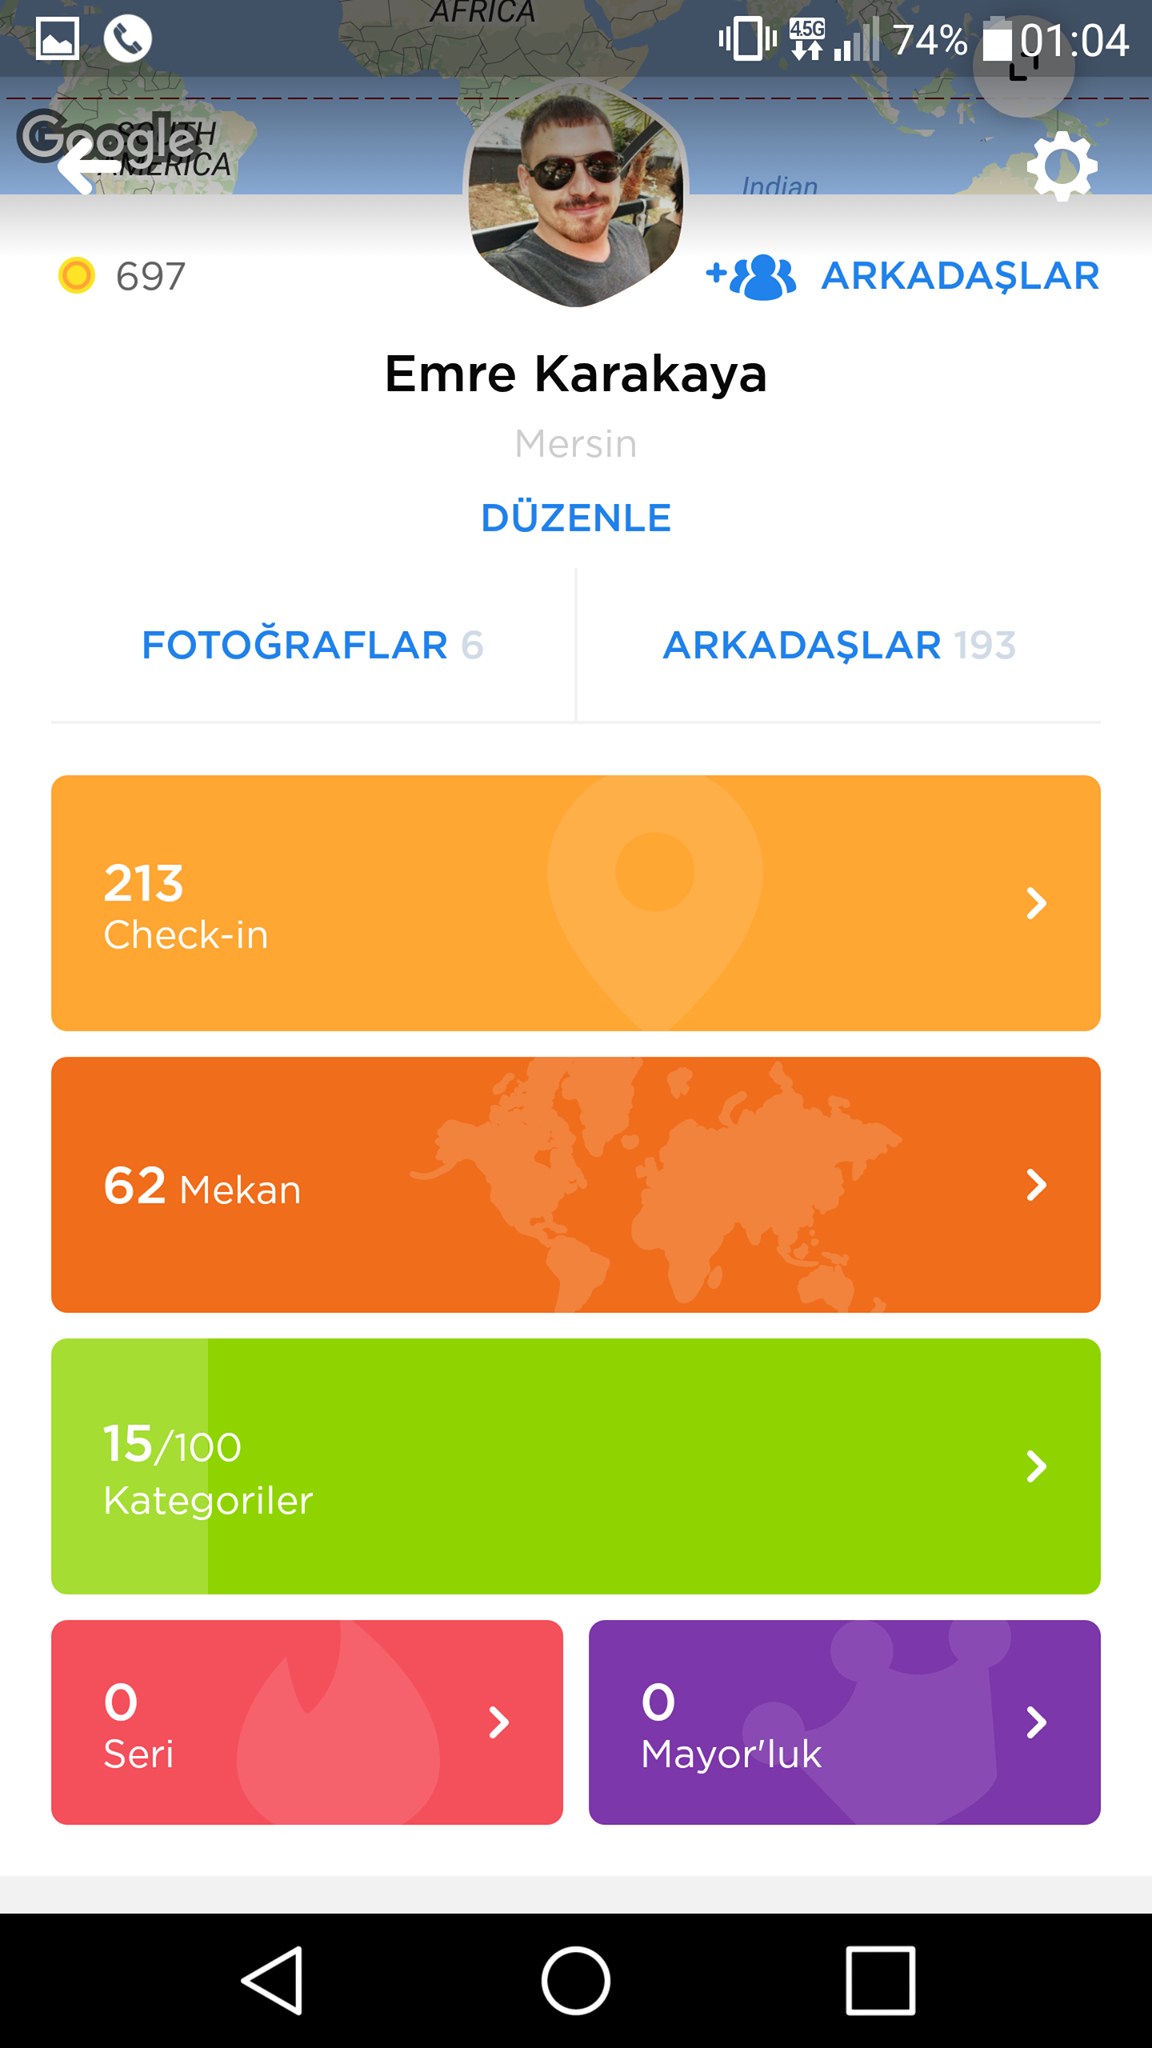 AFRICA
4.5G 74% 01:04
Google
SOUTH
AMERICA
Indian
697
ARKADAŞLAR
Emre Karakaya
Mersin
DÜZENLE
FOTOĞRAFLAR 6
ARKADAŞLAR 193
213
Check-in
62 Mekan
15/100
Kategoriler
0
Seri
0
Mayor'luk